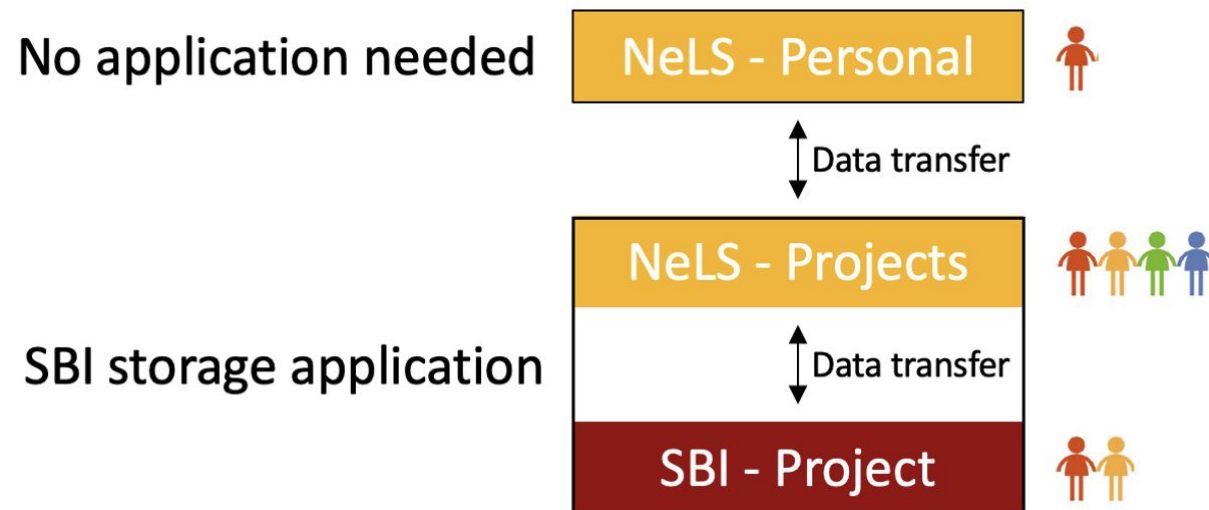 No application needed
NeLS - Personal
Data transfer
NeLS - Projects
SBI storage application
Data transfer
SBI - Project